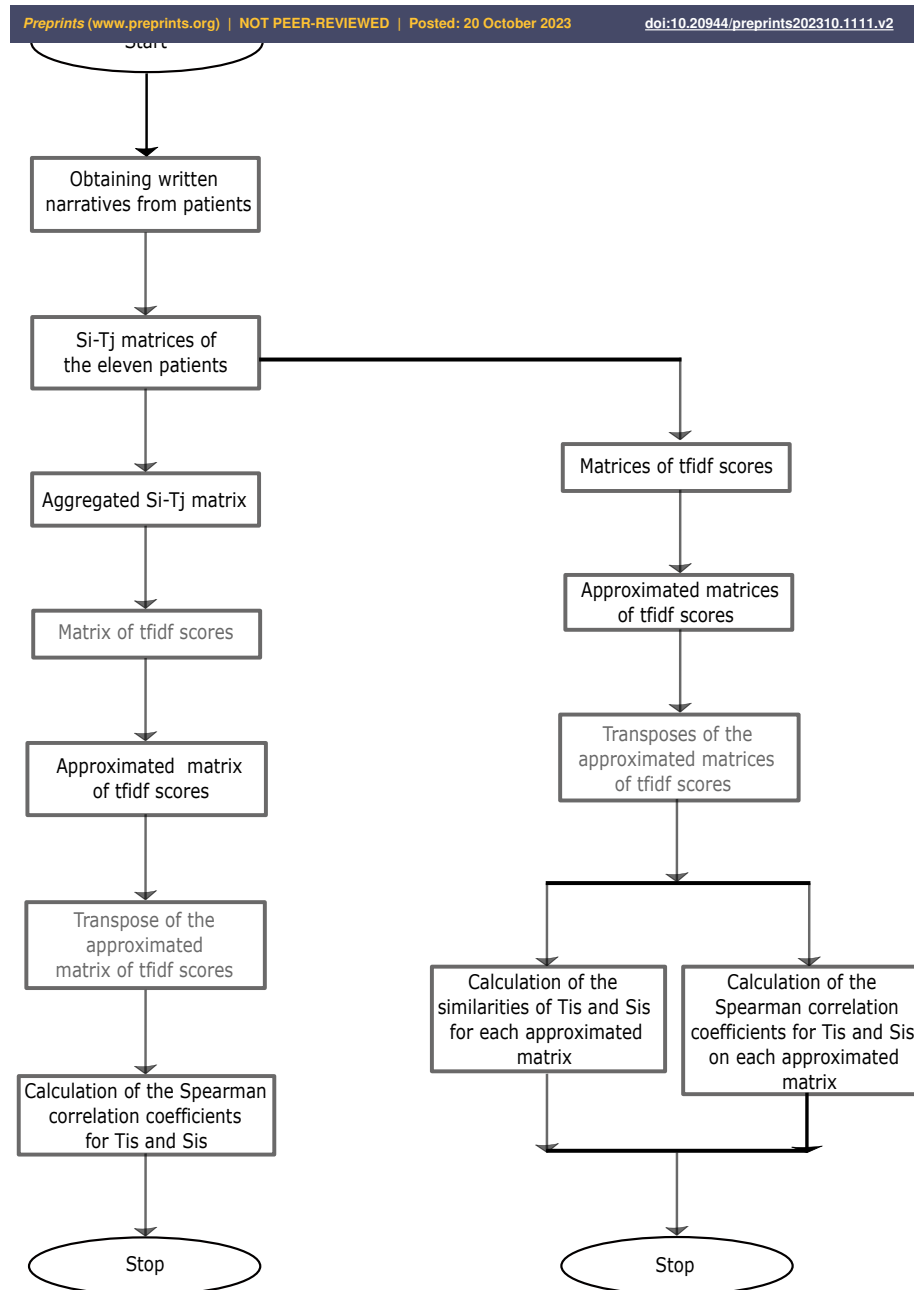 Preprints (www.preprints.org) | NOT PEER-REVIEWED | Posted: 20 October 2023 doi:10.20944/preprints202310.1111.v2
Start
Obtaining written
narratives from patients
Si-Tj matrices of
the eleven patients
Aggregated Si-Tj matrix
Matrix of tfidf scores
Approximated matrix
of tfidf scores
Transpose of the
approximated
matrix of tfidf scores
Calculation of the Spearman
correlation coefficients
for Tis and Sis
Stop
Matrices of tfidf scores
Approximated matrices
of tfidf scores
Transposes of the
approximated matrices
of tfidf scores
Calculation of the
similarities of Tis and Sis
for each approximated
matrix
Calculation of the
Spearman correlation
coefficients for Tis and Sis
on each approximated
matrix
Stop